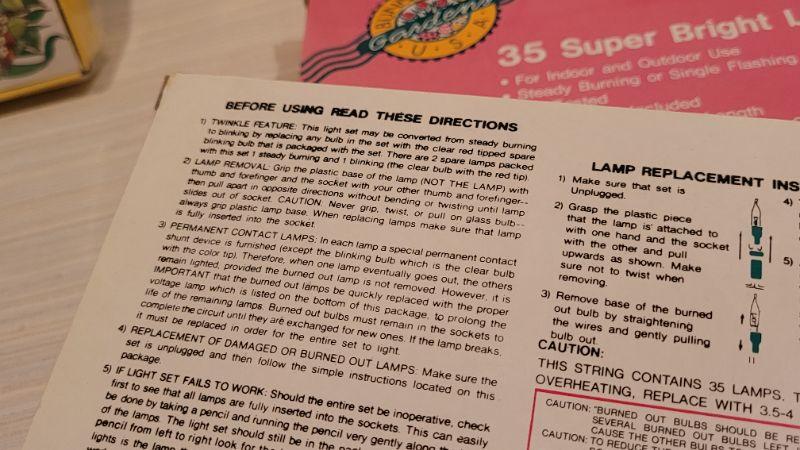 BUR
Gardens
U.S.A
35 Super Bright L
• For Indoor and Outdoor Use
• Steady Burning or Single Flashing
BEFORE USING READ THESE DIRECTIONS
1) TWINKLE FEATURE: This light set may be converted from steady burning
to blinking by replacing any bulb in the set with the clear red tipped spare
blinking bulb that is packaged with the set. There are 2 spare lamps packed
with this set 1 steady burning and 1 blinking (the clear bulb with the red tip).
2) LAMP REMOVAL: Grip the plastic base of the lamp (NOT THE LAMP) with
thumb and forefinger and the socket with your other thumb and forefinger--
then pull apart in opposite directions without bending or twisting until lamp
slides out of socket. CAUTION: Never grip, twist, or pull on glass bulb--
always grip plastic lamp base. When replacing lamps make sure that lamp
is fully inserted into the socket.
3) PERMANENT CONTACT LAMPS: In each lamp a special permanent contact
shunt device is furnished (except the blinking bulb which is the clear bulb
with the color tip). Therefore, when one lamp eventually goes out, the others
remain lighted, provided the burned out lamp is not removed. However, it is
IMPORTANT that the burned out lamps be quickly replaced with the proper
voltage lamp which is listed on the bottom of this package, to prolong the
life of the remaining lamps. Burned out bulbs must remain in the sockets to
complete the circuit until they are exchanged for new ones. If the lamp breaks,
it must be replaced in order for the entire set to light.
4) REPLACEMENT OF DAMAGED OR BURNED OUT LAMPS: Make sure the
set is unplugged and then follow the simple instructions located on this
package.
5) IF LIGHT SET FAILS TO WORK: Should the entire set be inoperative, check
first to see that all lamps are fully inserted into the sockets. This can easily
be done by taking a pencil and running the pencil very gently along the
of the lamps. The light set should still be in the
pencil from left to right look for the
lights is the lamp
LAMP REPLACEMENT INS
1) Make sure that set is
Unplugged.
2) Grasp the plastic piece
that the lamp is attached to
with one hand and the socket
with the other and pull
upwards as shown. Make
sure not to twist when
removing.
3) Remove base of the burned
out bulb by straightening
the wires and gently pulling
bulb out.
4)
5)
CAUTION:
THIS STRING CONTAINS 35 LAMPS. T
OVERHEATING, REPLACE WITH 3.5-4
CAUTION: "BURNED OUT BULBS SHOULD BE RE
SEVERAL BURNED OUT BULBS LEFT
CAUSE THE OTHER BULBS TO
CAUTION: TO REDUCE THE